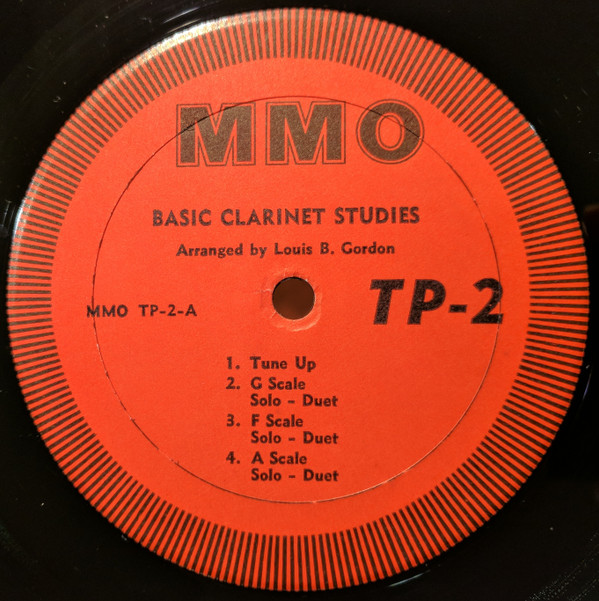 MMO
BASIC CLARINET STUDIES
Arranged by Louis B. Gordon
MMO TP-2-A
TP-2
1. Tune Up
2. G Scale
Solo - Duet
3. F Scale
Solo - Duet
4. A Scale
Solo - Duet